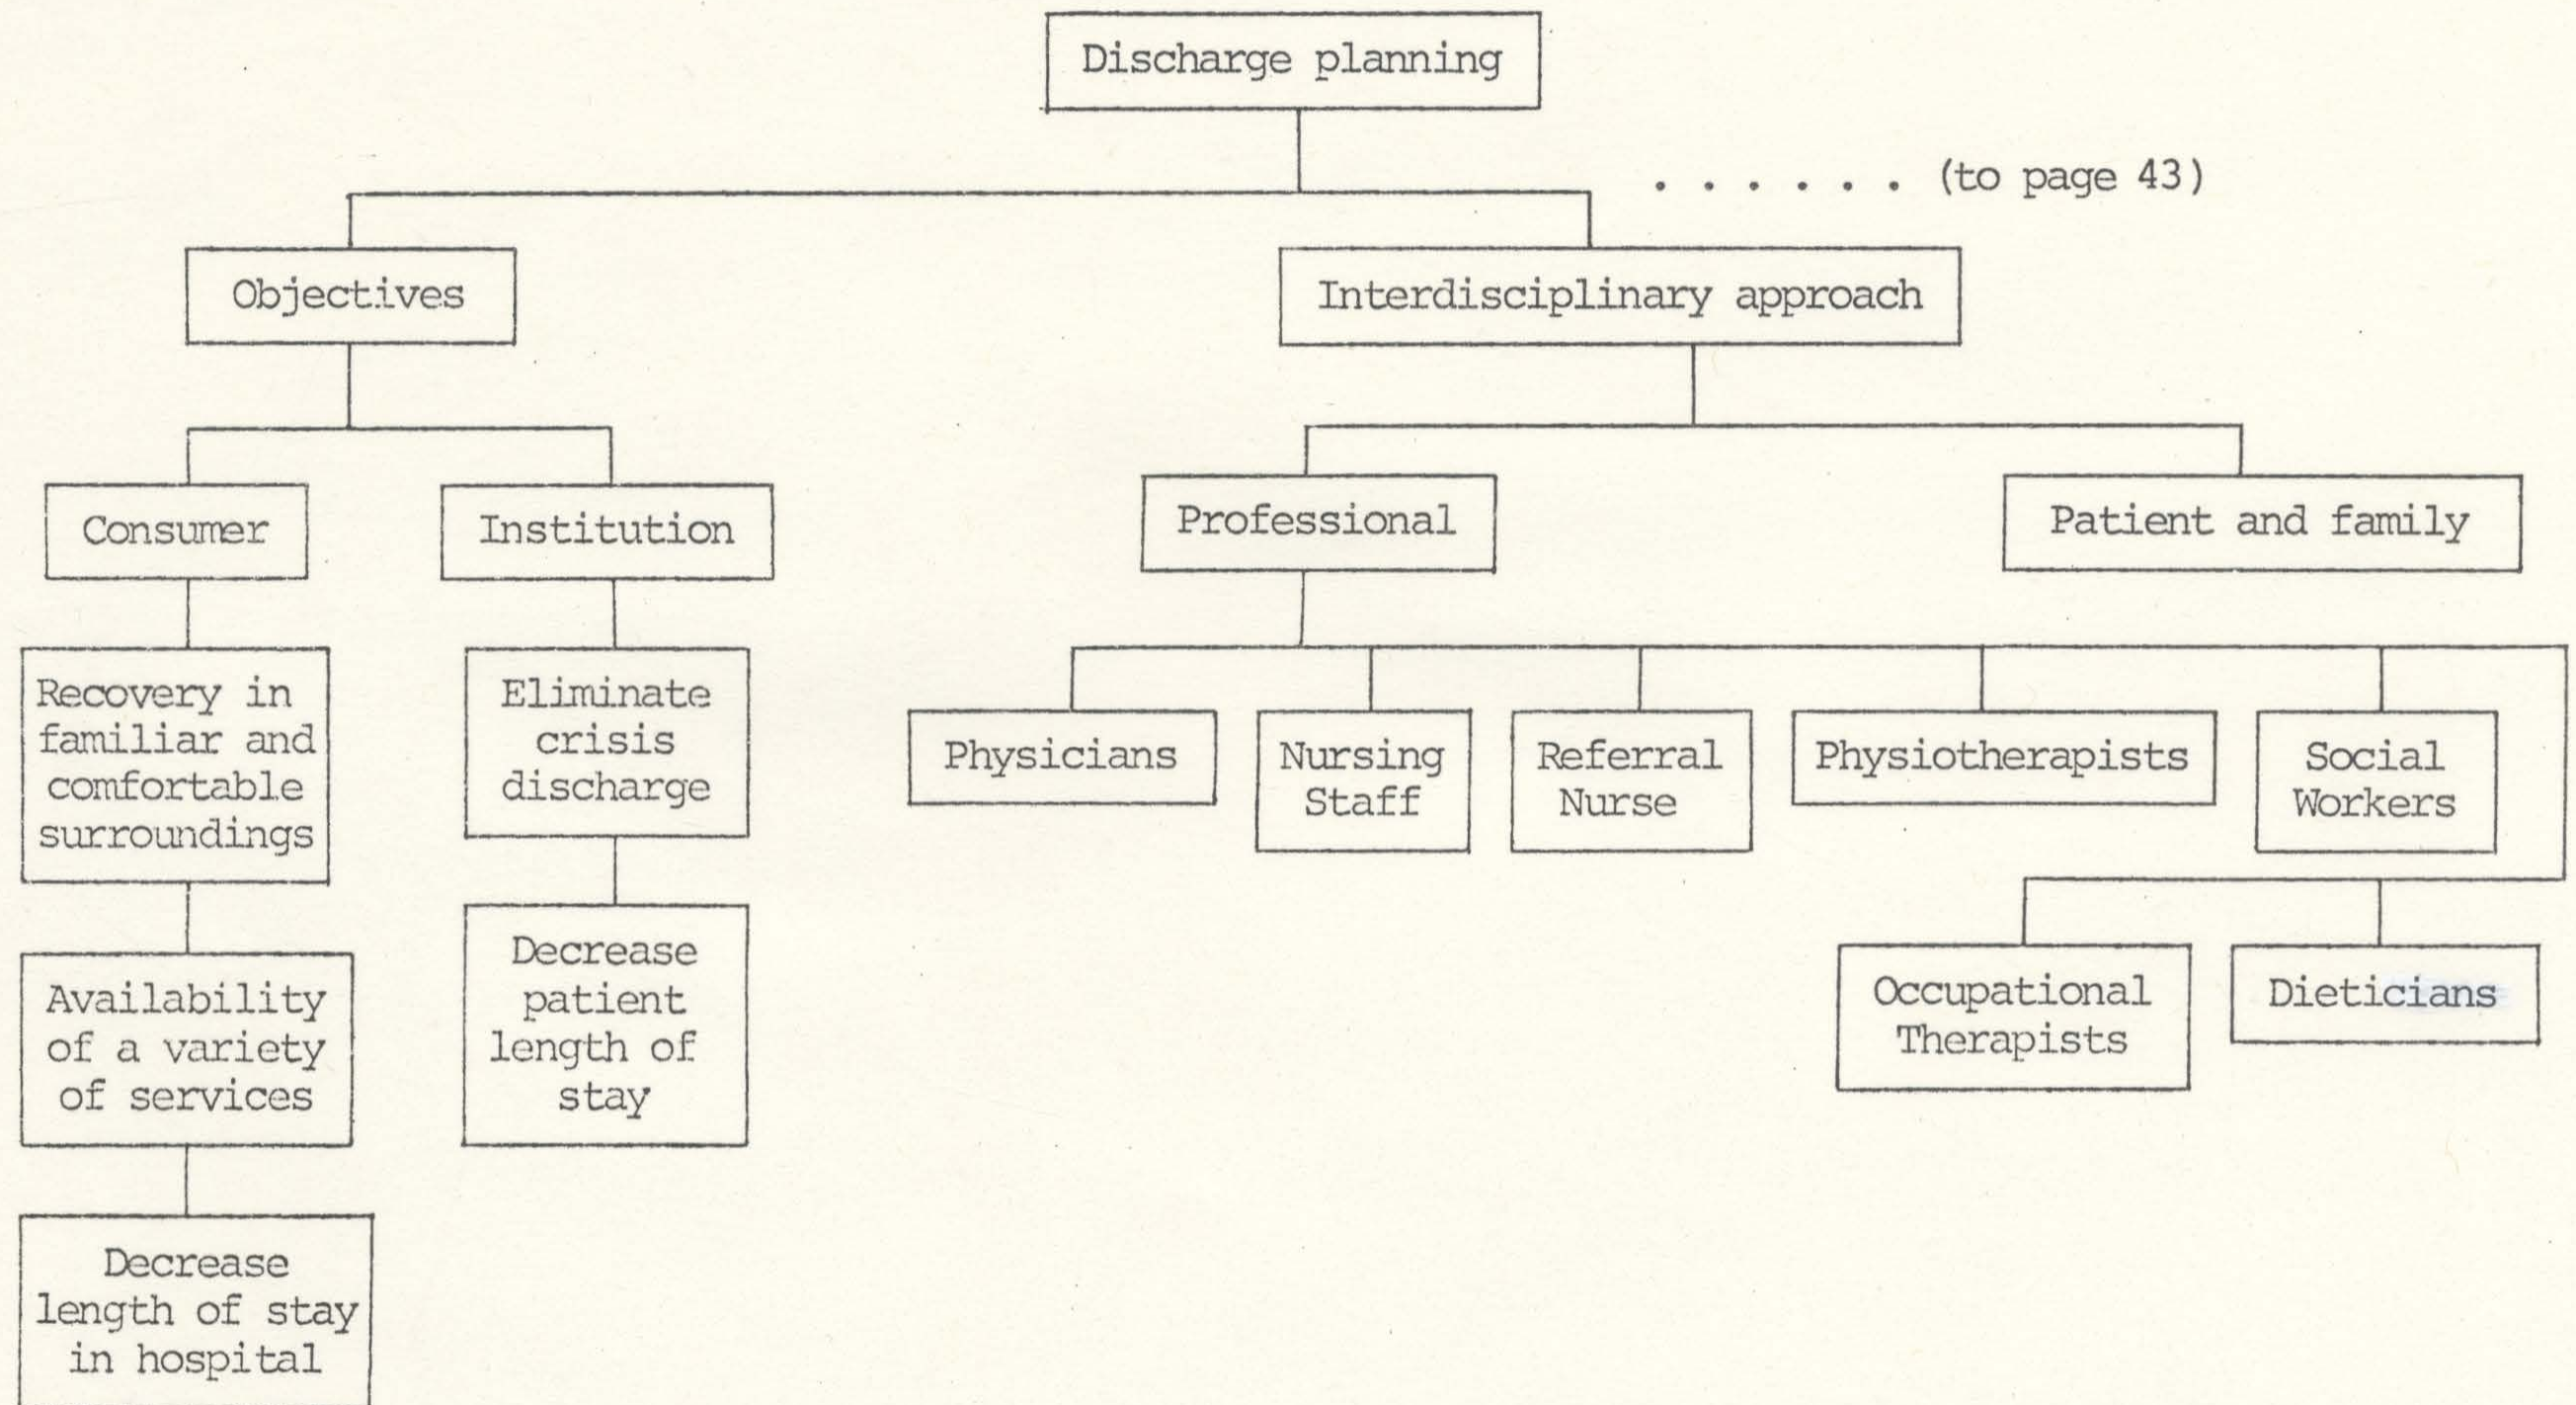 Discharge planning
. . . . . . (to page 43)
Objectives
Interdisciplinary approach
Consumer
Institution
Professional
Patient and family
Recovery in
familiar and
comfortable
surroundings
Eliminate
crisis
discharge
Physicians
Nursing
Staff
Referral
Nurse
Physiotherapists
Social
Workers
Availability
of a variety
of services
Decrease
patient
length of
stay
Occupational
Therapists
Dieticians
Decrease
length of stay
in hospital